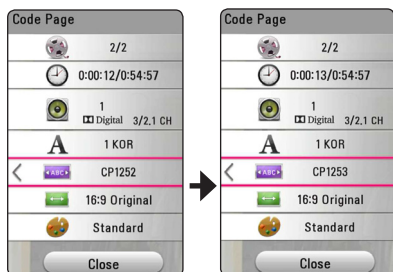 Code Page
2/2
0:00:12/0:54:57
1
Digital 3/2.1 CH
A 1 KOR
ABC CP1252
16:9 Original
Standard
Close
Code Page
2/2
0:00:13/0:54:57
1
Digital 3/2.1 CH
A 1 KOR
ABC CP1253
16:9 Original
Standard
Close